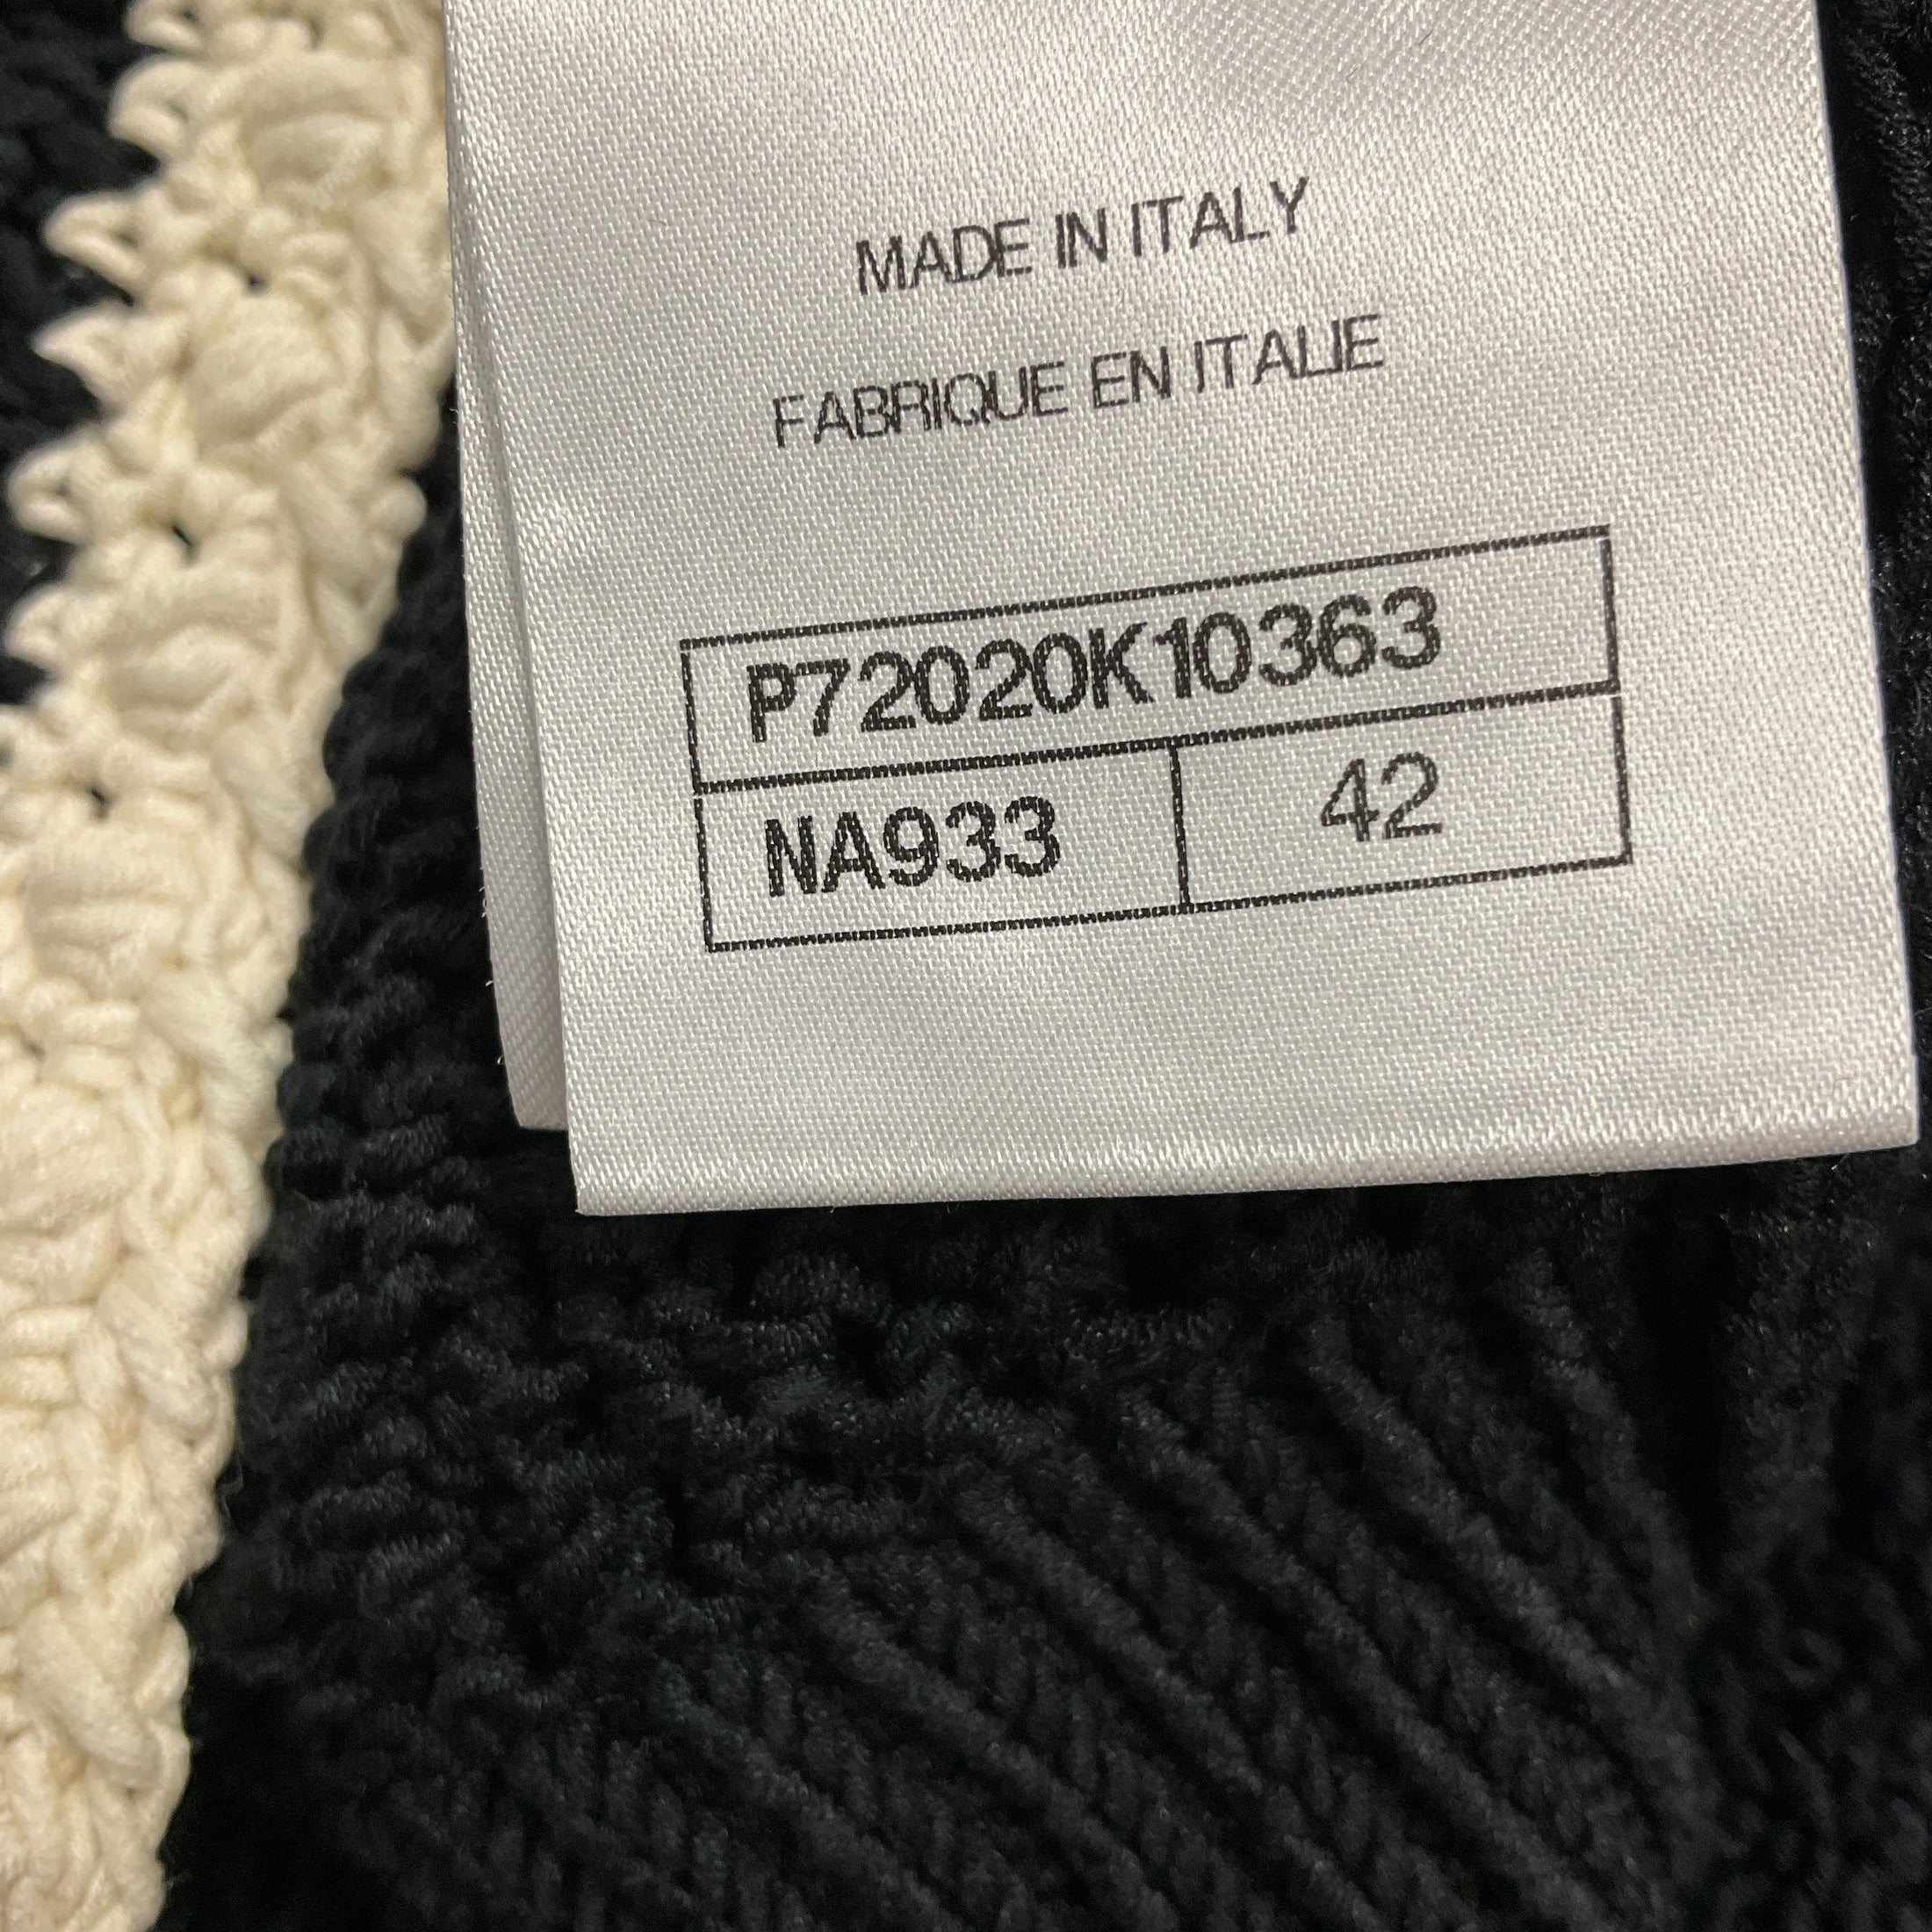 MADE IN ITALY
FABRIQUE EN ITALIE
P72020K10363
NA933 42